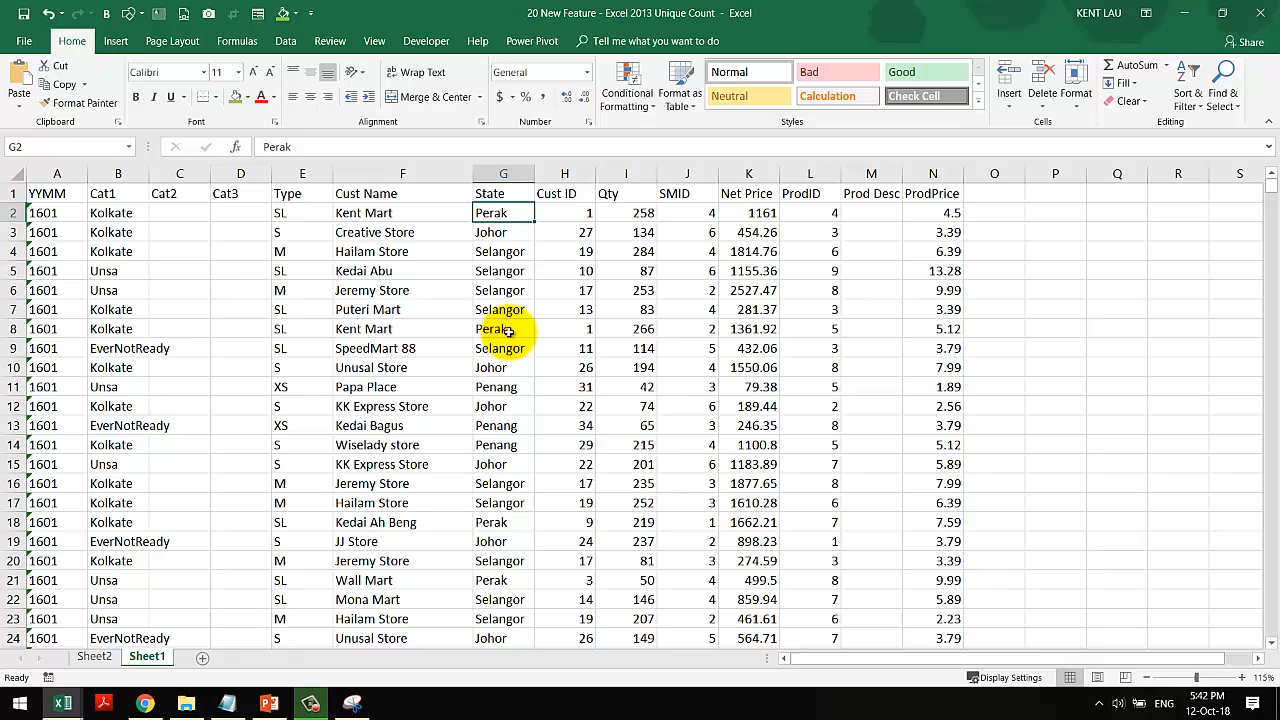 20 New Feature - Excel 2013 Unique Count - Excel
KENT LAU
File Home Insert Page Layout Formulas Data Review View Developer Help Power Pivot Tell me what you want to do Share
Paste Cut Copy Format Painter
Calibri 11
B I U A
Wrap Text
Merge & Center
General
$ % ,
Conditional Formatting Format as Table
Normal Bad Good
Neutral Calculation Check Cell
Insert Delete Format
AutoSum Fill Clear
Sort & Filter Find & Select
Clipboard Font Alignment Number Styles Cells Editing
G2 fx Perak
A B C D E F G H I J K L M N O P Q R S
1 YYMM Cat1 Cat2 Cat3 Type Cust Name State Cust ID Qty SMID Net Price ProdID Prod Desc ProdPrice
2 1601 Kolkate SL Kent Mart Perak 1 258 4 1161 4 4.5
3 1601 Kolkate S Creative Store Johor 27 134 6 454.26 3 3.39
4 1601 Kolkate M Hailam Store Selangor 19 284 4 1814.76 6 6.39
5 1601 Unsa SL Kedai Abu Selangor 10 87 6 1155.36 9 13.28
6 1601 Unsa M Jeremy Store Selangor 17 253 2 2527.47 8 9.99
7 1601 Kolkate SL Puteri Mart Selangor 13 83 4 281.37 3 3.39
8 1601 Kolkate SL Kent Mart Perak 1 266 2 1361.92 5 5.12
9 1601 EverNotReady SL SpeedMart 88 Selangor 11 114 5 432.06 3 3.79
10 1601 Kolkate S Unusal Store Johor 26 194 4 1550.06 8 7.99
11 1601 Unsa XS Papa Place Penang 31 42 3 79.38 5 1.89
12 1601 Kolkate S KK Express Store Johor 22 74 6 189.44 2 2.56
13 1601 EverNotReady XS Kedai Bagus Penang 34 65 3 246.35 8 3.79
14 1601 Kolkate S Wiselady store Penang 29 215 4 1100.8 5 5.12
15 1601 Unsa S KK Express Store Johor 22 201 6 1183.89 7 5.89
16 1601 Kolkate M Jeremy Store Selangor 17 235 3 1877.65 8 7.99
17 1601 Kolkate M Hailam Store Selangor 19 252 3 1610.28 6 6.39
18 1601 Kolkate SL Kedai Ah Beng Perak 9 219 1 1662.21 7 7.59
19 1601 EverNotReady S JJ Store Johor 24 237 2 898.23 1 3.79
20 1601 Kolkate M Jeremy Store Selangor 17 81 3 274.59 3 3.39
21 1601 Unsa SL Wall Mart Perak 3 50 4 499.5 8 9.99
22 1601 Unsa SL Mona Mart Selangor 14 146 4 859.94 7 5.89
23 1601 Unsa M Hailam Store Selangor 19 207 2 461.61 6 2.23
24 1601 EverNotReady S Unusal Store Johor 26 149 5 564.71 7 3.79
Sheet2 Sheet1
Ready Display Settings 115%
ENG 5:42 PM
12-Oct-18